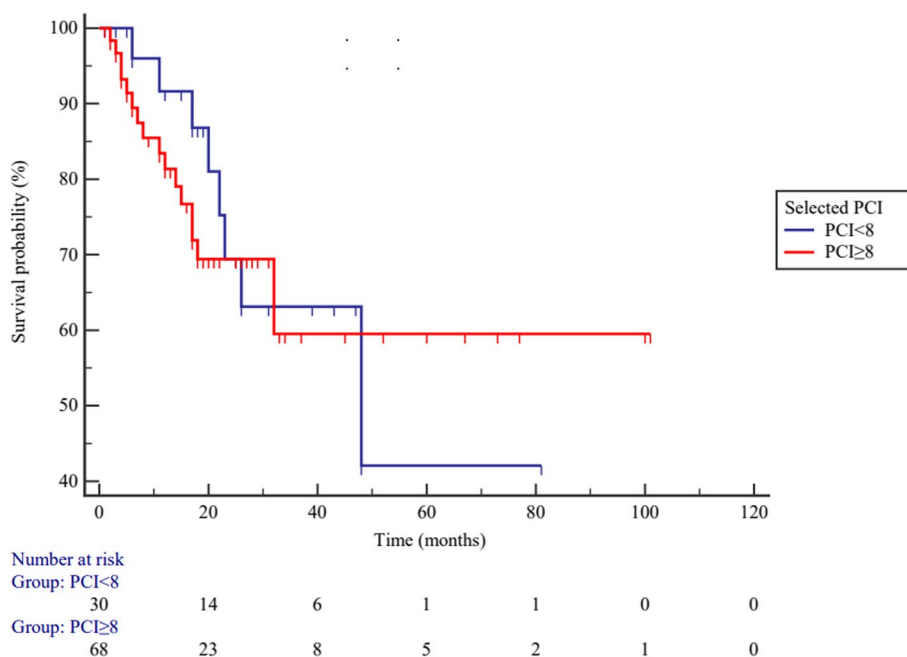 100
90
80
70
60
50
40
Survival probability (%)
0 20 40 60 80 100 120
Time (months)
Selected PCI
PCI<8
PCI≥8
Number at risk
Group: PCI<8
30 14 6 1 1 0 0
Group: PCI≥8
68 23 8 5 2 1 0